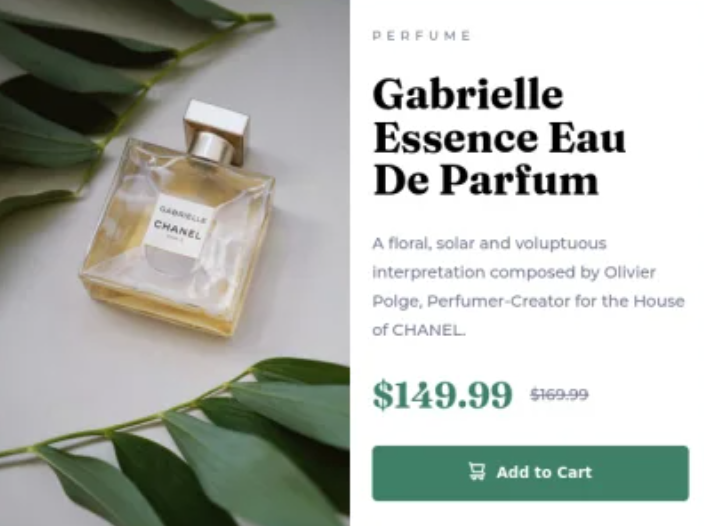 GABRIELLE
CHANEL
PARIS
PERFUME
Gabrielle
Essence Eau
De Parfum
A floral, solar and voluptuous
interpretation composed by Olivier
Polge, Perfumer-Creator for the House
of CHANEL.
$149.99 $169.99
Add to Cart